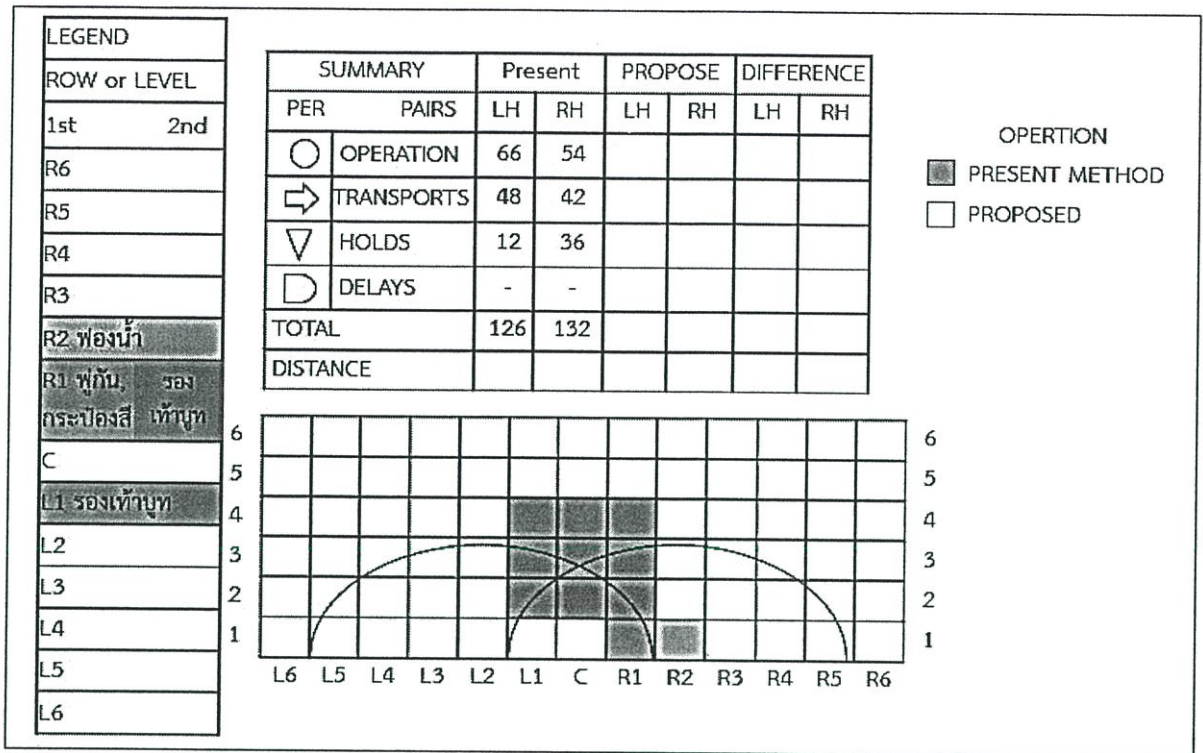 LEGEND
ROW or LEVEL
1st 2nd
R6
R5
R4
R3
R2 ฟองน้ำ
R1 พู่กัน, รอง
กระป๋องสี เท้าบูท
C
L1 รองเท้าบูท
L2
L3
L4
L5
L6
SUMMARY Present PROPOSE DIFFERENCE
PER PAIRS LH RH LH RH LH RH
OPERATION 66 54
TRANSPORTS 48 42
HOLDS 12 36
DELAYS - -
TOTAL 126 132
DISTANCE
OPERTION
PRESENT METHOD
PROPOSED
6 6
5 5
4 4
3 3
2 2
1 1
L6 L5 L4 L3 L2 L1 C R1 R2 R3 R4 R5 R6